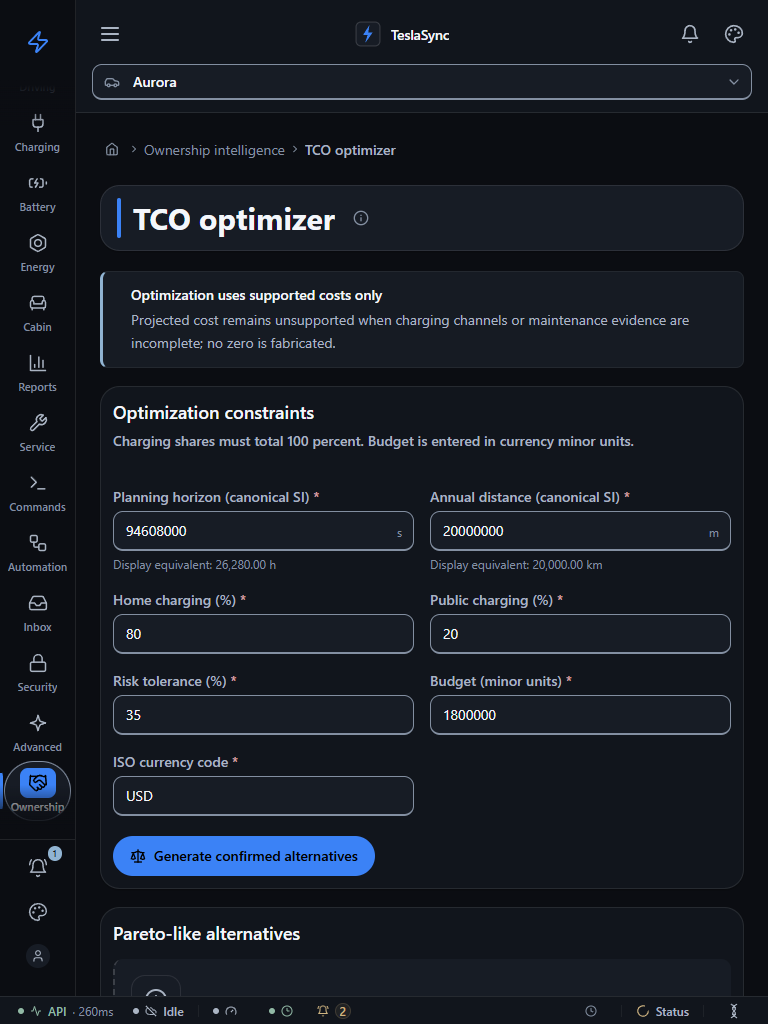 TeslaSync
Aurora
Charging
Battery
Energy
Cabin
Reports
Service
Commands
Automation
Inbox
Security
Advanced
Ownership
1
Ownership intelligence
TCO optimizer
TCO optimizer
Optimization uses supported costs only
Projected cost remains unsupported when charging channels or maintenance evidence are
incomplete; no zero is fabricated.
Optimization constraints
Charging shares must total 100 percent. Budget is entered in currency minor units.
Planning horizon (canonical SI) *
94608000 s
Display equivalent: 26,280.00 h
Annual distance (canonical SI) *
20000000 m
Display equivalent: 20,000.00 km
Home charging (%) *
80
Public charging (%) *
20
Risk tolerance (%) *
35
Budget (minor units) *
1800000
ISO currency code *
USD
Generate confirmed alternatives
Pareto-like alternatives
API · 260ms
Idle
2
Status